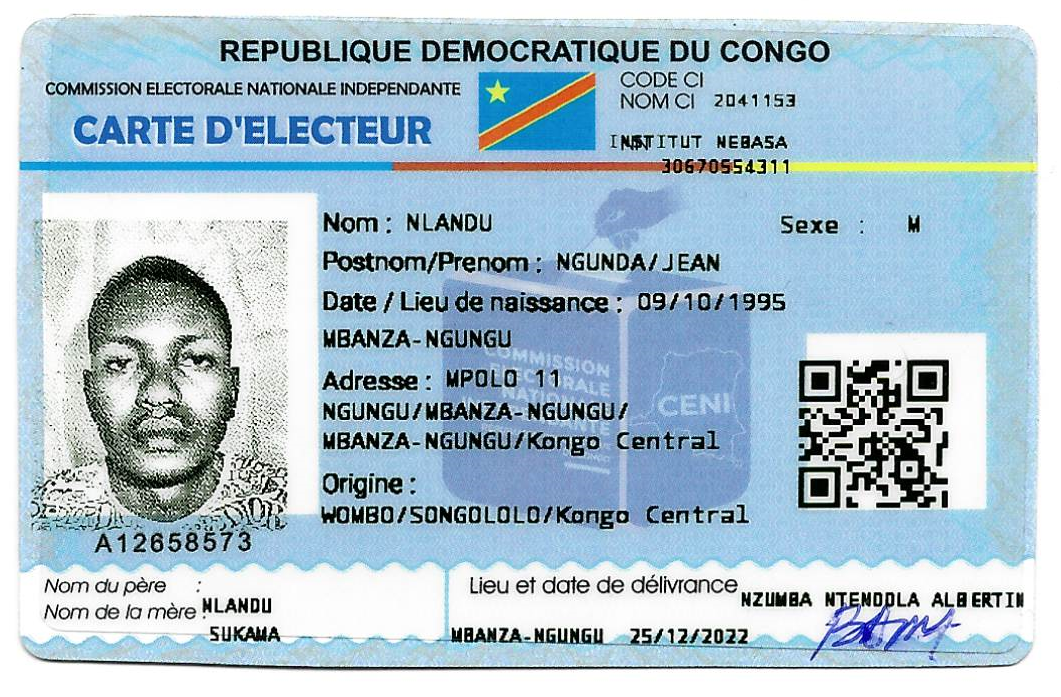 REPUBLIQUE DEMOCRATIQUE DU CONGO
COMMISSION ELECTORALE NATIONALE INDEPENDANTE
CARTE D'ELECTEUR
CODE CI
NOM CI 2041153
INSTITUT NEBASA
30670554311
Nom : NLANDU
Sexe : M
Postnom/Prenom : NGUNDA/JEAN
Date / Lieu de naissance : 09/10/1995
MBANZA-NGUNGU
Adresse : MPOLO 11
NGUNGU/MBANZA-NGUNGU/
MBANZA-NGUNGU/Kongo Central
Origine :
WOMBO/SONGOLOLO/Kongo Central
COMMISSION
CENI
A12658573
Nom du père :
Nom de la mère : NLANDU
SUKAMA
Lieu et date de délivrance
NZUMBA NTENDOLA ALBERTIN
MBANZA-NGUNGU 25/12/2022